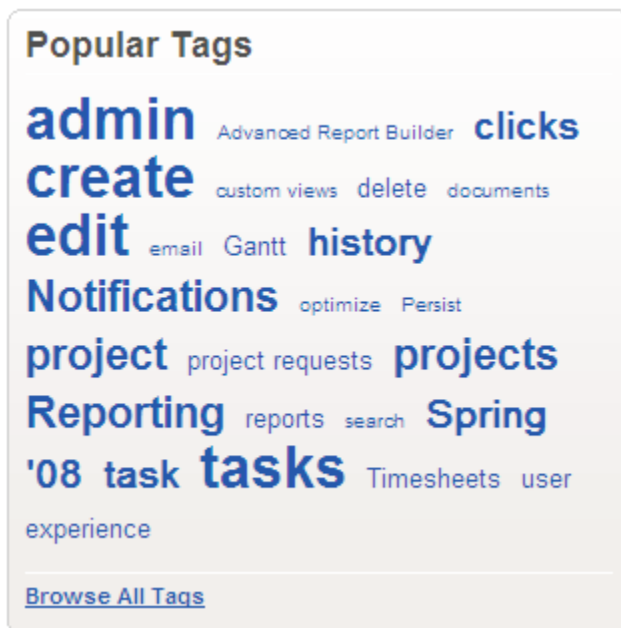 Popular Tags
admin Advanced Report Builder clicks
create custom views delete documents
edit email Gantt history
Notifications optimize Persist
project project requests projects
Reporting reports search Spring
'08 task tasks Timesheets user
experience
Browse All Tags